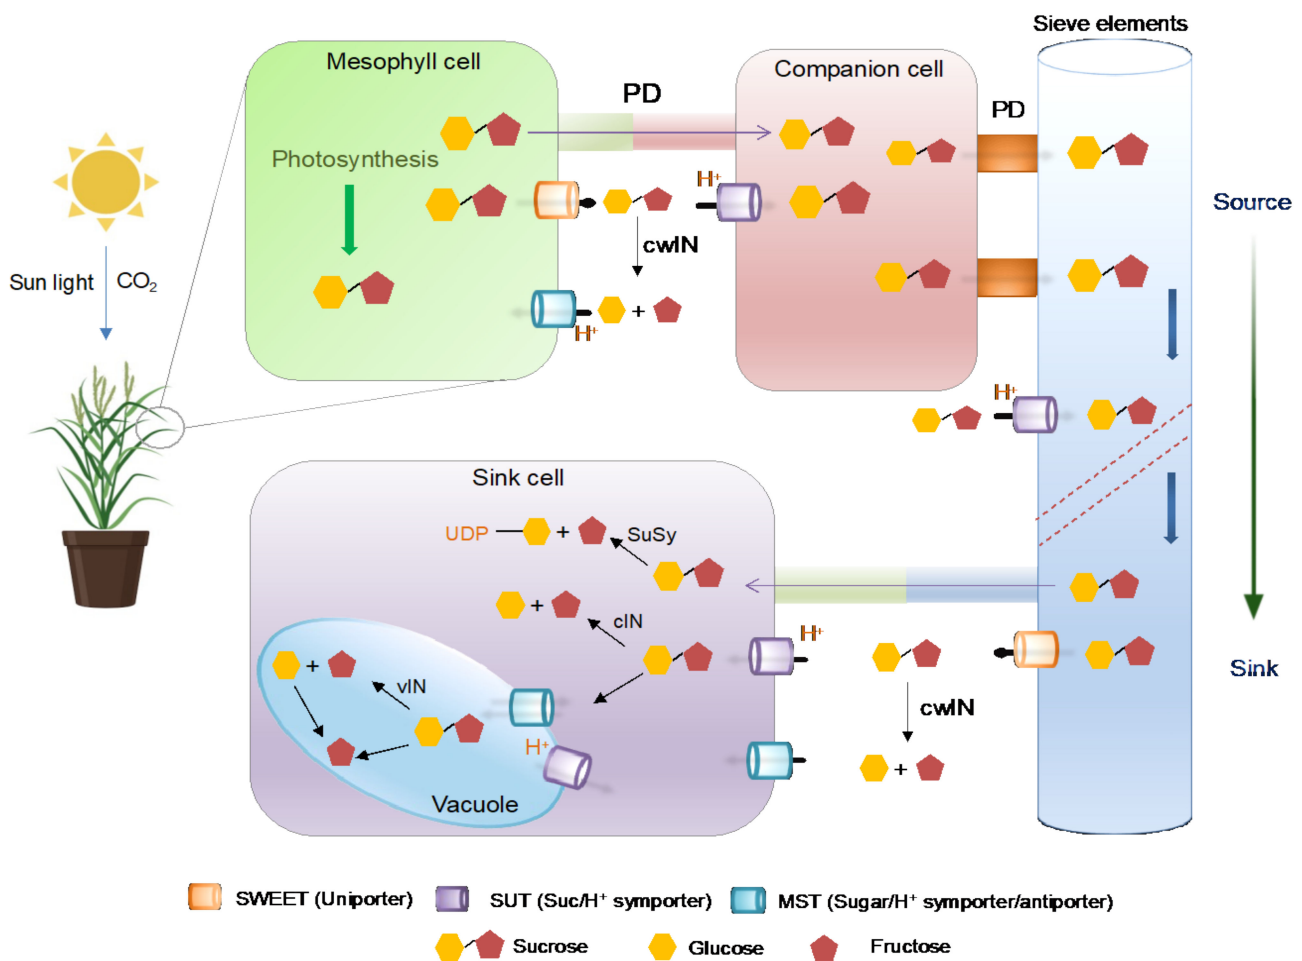 Sieve elements
Mesophyll cell
PD
Companion cell
PD
Photosynthesis
H⁺
Source
cwIN
Sun light
CO₂
H⁺
+
H⁺
Sink cell
UDP
+
SuSy
+
cIN
H⁺
+
vIN
Sink
cwIN
H⁺
+
Vacuole
SWEET (Uniporter)
SUT (Suc/H⁺ symporter)
MST (Sugar/H⁺ symporter/antiporter)
Sucrose
Glucose
Fructose